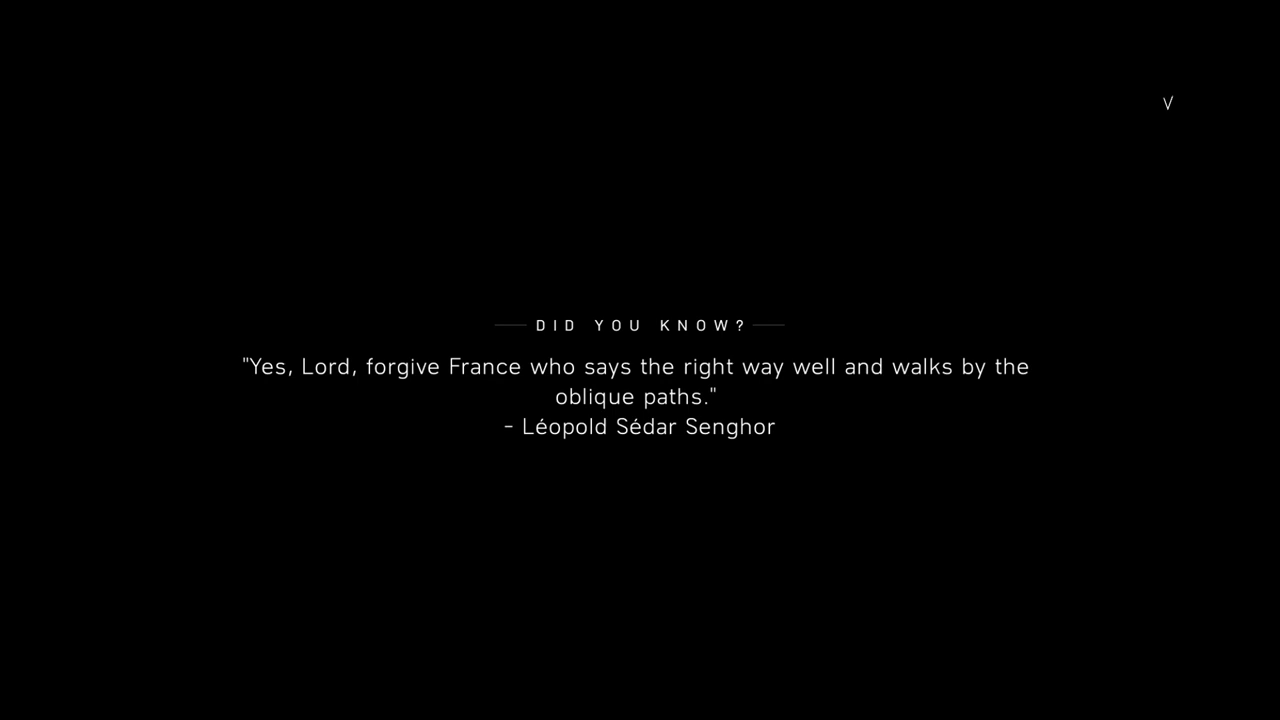 V
DID YOU KNOW?
"Yes, Lord, forgive France who says the right way well and walks by the
oblique paths."
- Léopold Sédar Senghor